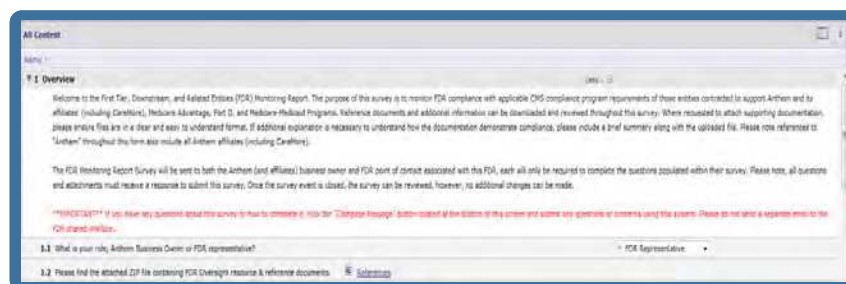 All Content
Name
1 Overview
Welcome to the First Tier, Downstream, and Related Entities (FDR) Monitoring Report. The purpose of this survey is to monitor FDR compliance with applicable CMS compliance program requirements of those entities contracted to support Anthem and its
affiliates (including CareMore), Medicare Advantage, Part D, and Medicare-Medicaid Programs. Reference documents and additional information can be downloaded and reviewed throughout this survey. Where requested to attach supporting documentation,
please ensure files are in a clear and easy to understand format. If additional explanation is necessary to understand how the documentation demonstrate compliance, please include a brief summary along with the uploaded file. Please note references to
"Anthem" throughout this form also include all Anthem affiliates (including CareMore).
The FDR Monitoring Report Survey will be sent to both the Anthem (and affiliates) business owner and FDR point of contact associated with this FDR, each will only be required to complete the questions populated within their survey. Please note, all questions
and attachments must receive a response to submit this survey. Once the survey event is closed, the survey can be reviewed, however, no additional changes can be made.
**IMPORTANT** If you have any questions about this survey or how to complete it, click the "Compose Message" button located at the bottom of this screen and submit any questions or concerns using this system. Please do not send a separate email to the
FDR shared mailbox.
1.1 What is your role, Anthem Business Owner or FDR representative? * FDR Representative
1.2 Please find the attached ZIP file containing FDR Oversight resource & reference documents. References